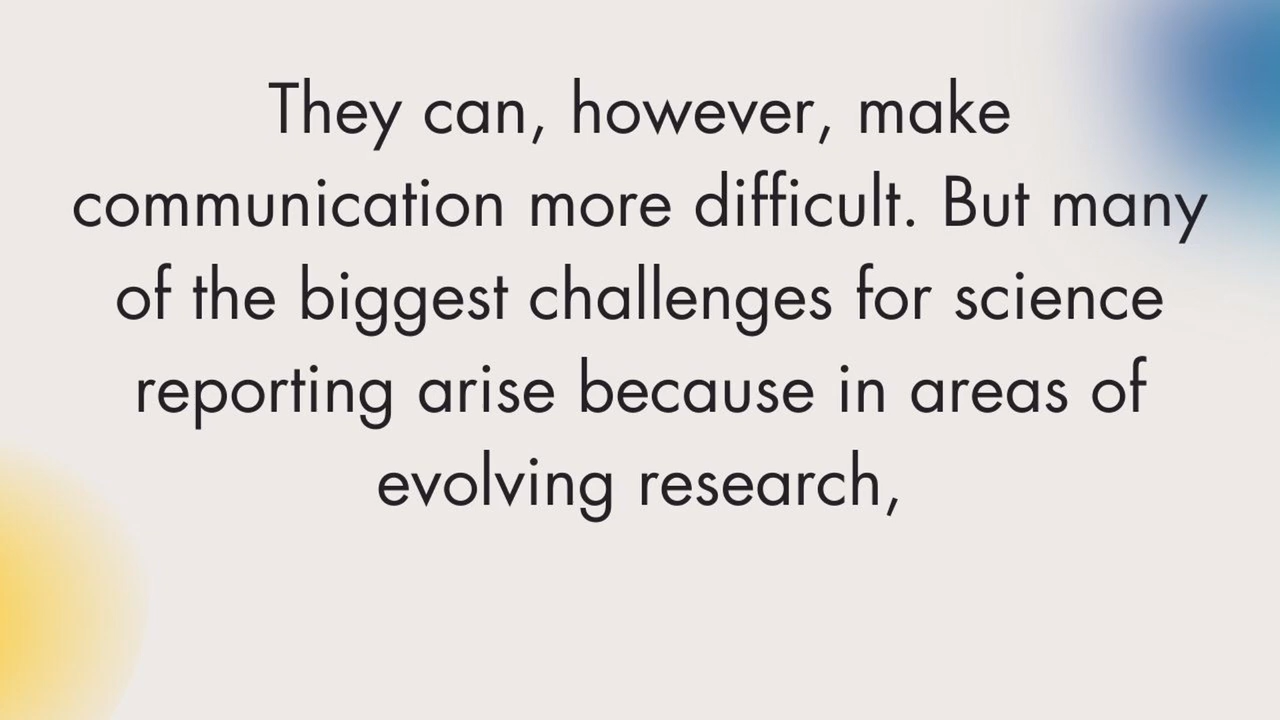 They can, however, make
communication more difficult. But many
of the biggest challenges for science
reporting arise because in areas of
evolving research,